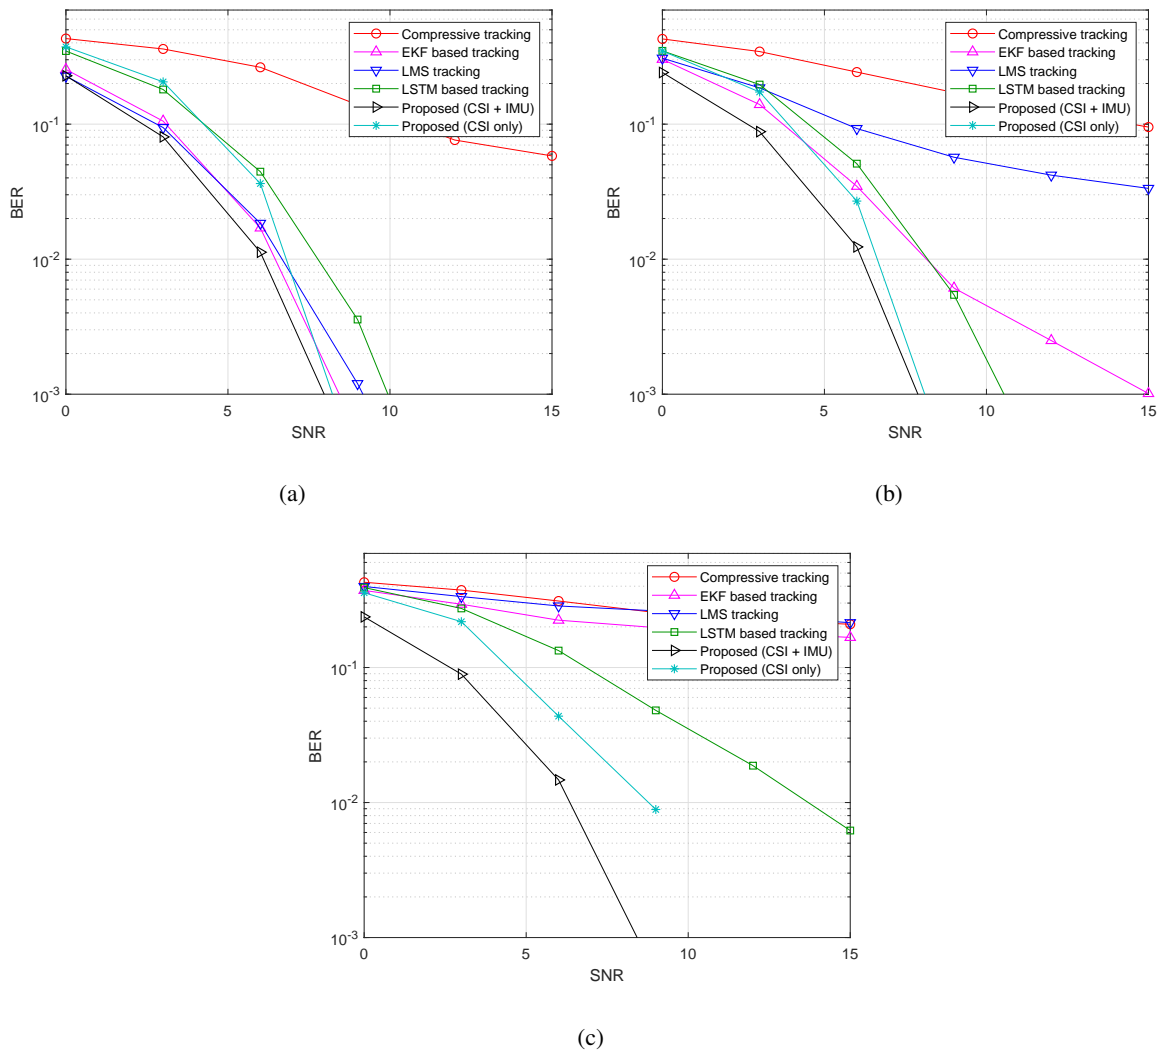 Compressive tracking
EKF based tracking
LMS tracking
LSTM based tracking
Proposed (CSI + IMU)
Proposed (CSI only)
10^-1
10^-2
10^-3
BER
0 5 10 15
SNR
(a)
Compressive tracking
EKF based tracking
LMS tracking
LSTM based tracking
Proposed (CSI + IMU)
Proposed (CSI only)
10^-1
10^-2
10^-3
BER
0 5 10 15
SNR
(b)
Compressive tracking
EKF based tracking
LMS tracking
LSTM based tracking
Proposed (CSI + IMU)
Proposed (CSI only)
10^-1
10^-2
10^-3
BER
0 5 10 15
SNR
(c)